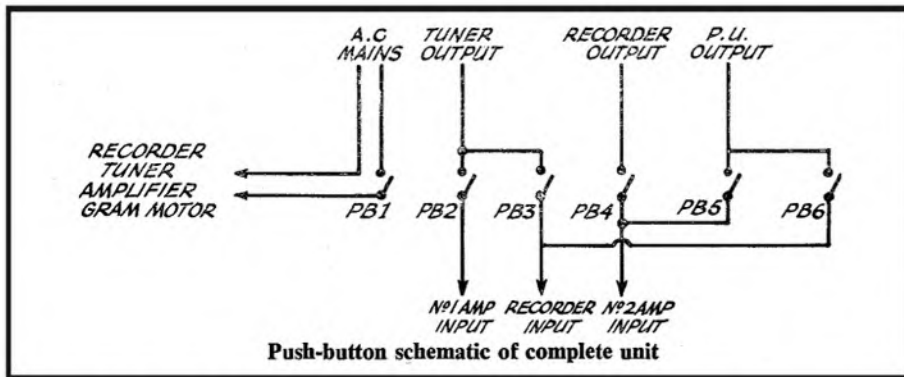 A.C
MAINS
TUNER
OUTPUT
RECORDER
OUTPUT
P.U.
OUTPUT
RECORDER
TUNER
AMPLIFIER
GRAM MOTOR
PB1
PB2
PB3
PB4
PB5
PB6
Nº1 AMP
INPUT
RECORDER
INPUT
Nº2 AMP
INPUT
Push-button schematic of complete unit